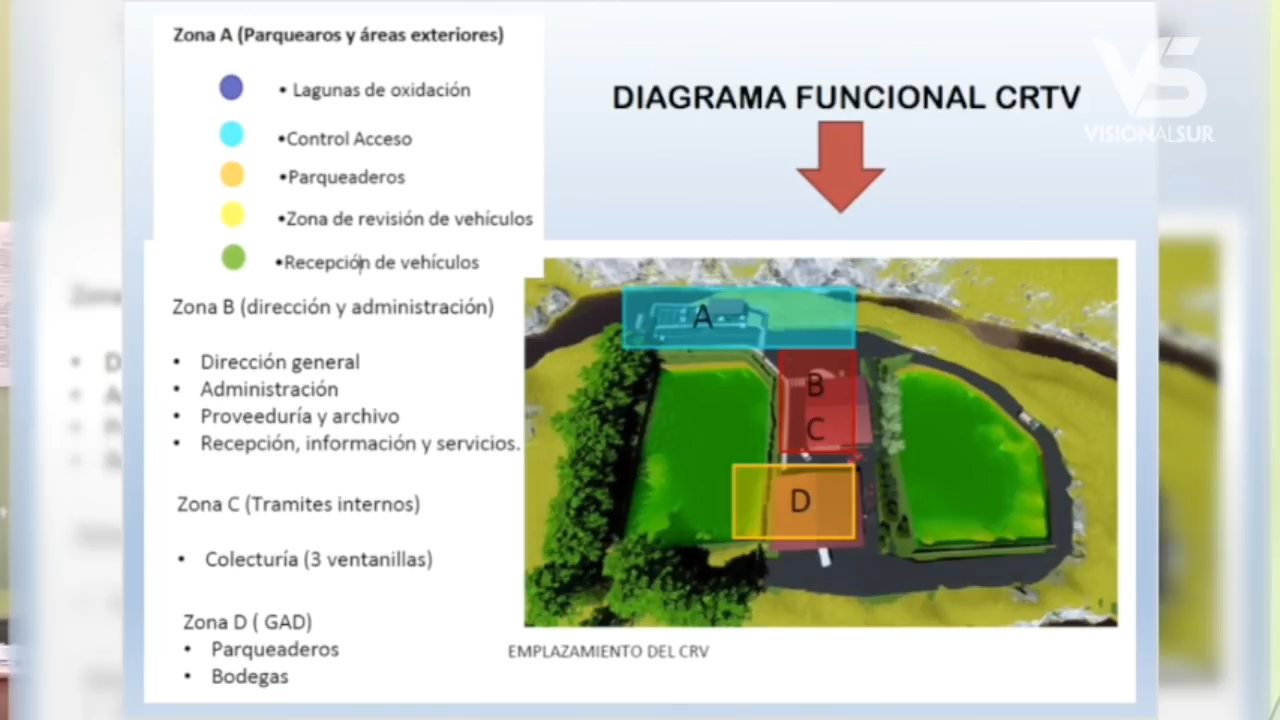 Zona A (Parquearos y áreas exteriores)
• Lagunas de oxidación
•Control Acceso
•Parqueaderos
•Zona de revisión de vehículos
•Recepción de vehículos
Zona B (dirección y administración)
• Dirección general
• Administración
• Proveeduría y archivo
• Recepción, información y servicios.
Zona C (Tramites internos)
• Colecturía (3 ventanillas)
Zona D ( GAD)
• Parqueaderos
• Bodegas
DIAGRAMA FUNCIONAL CRTV
VS
VISIONALSUR
A
B
C
D
EMPLAZAMIENTO DEL CRV